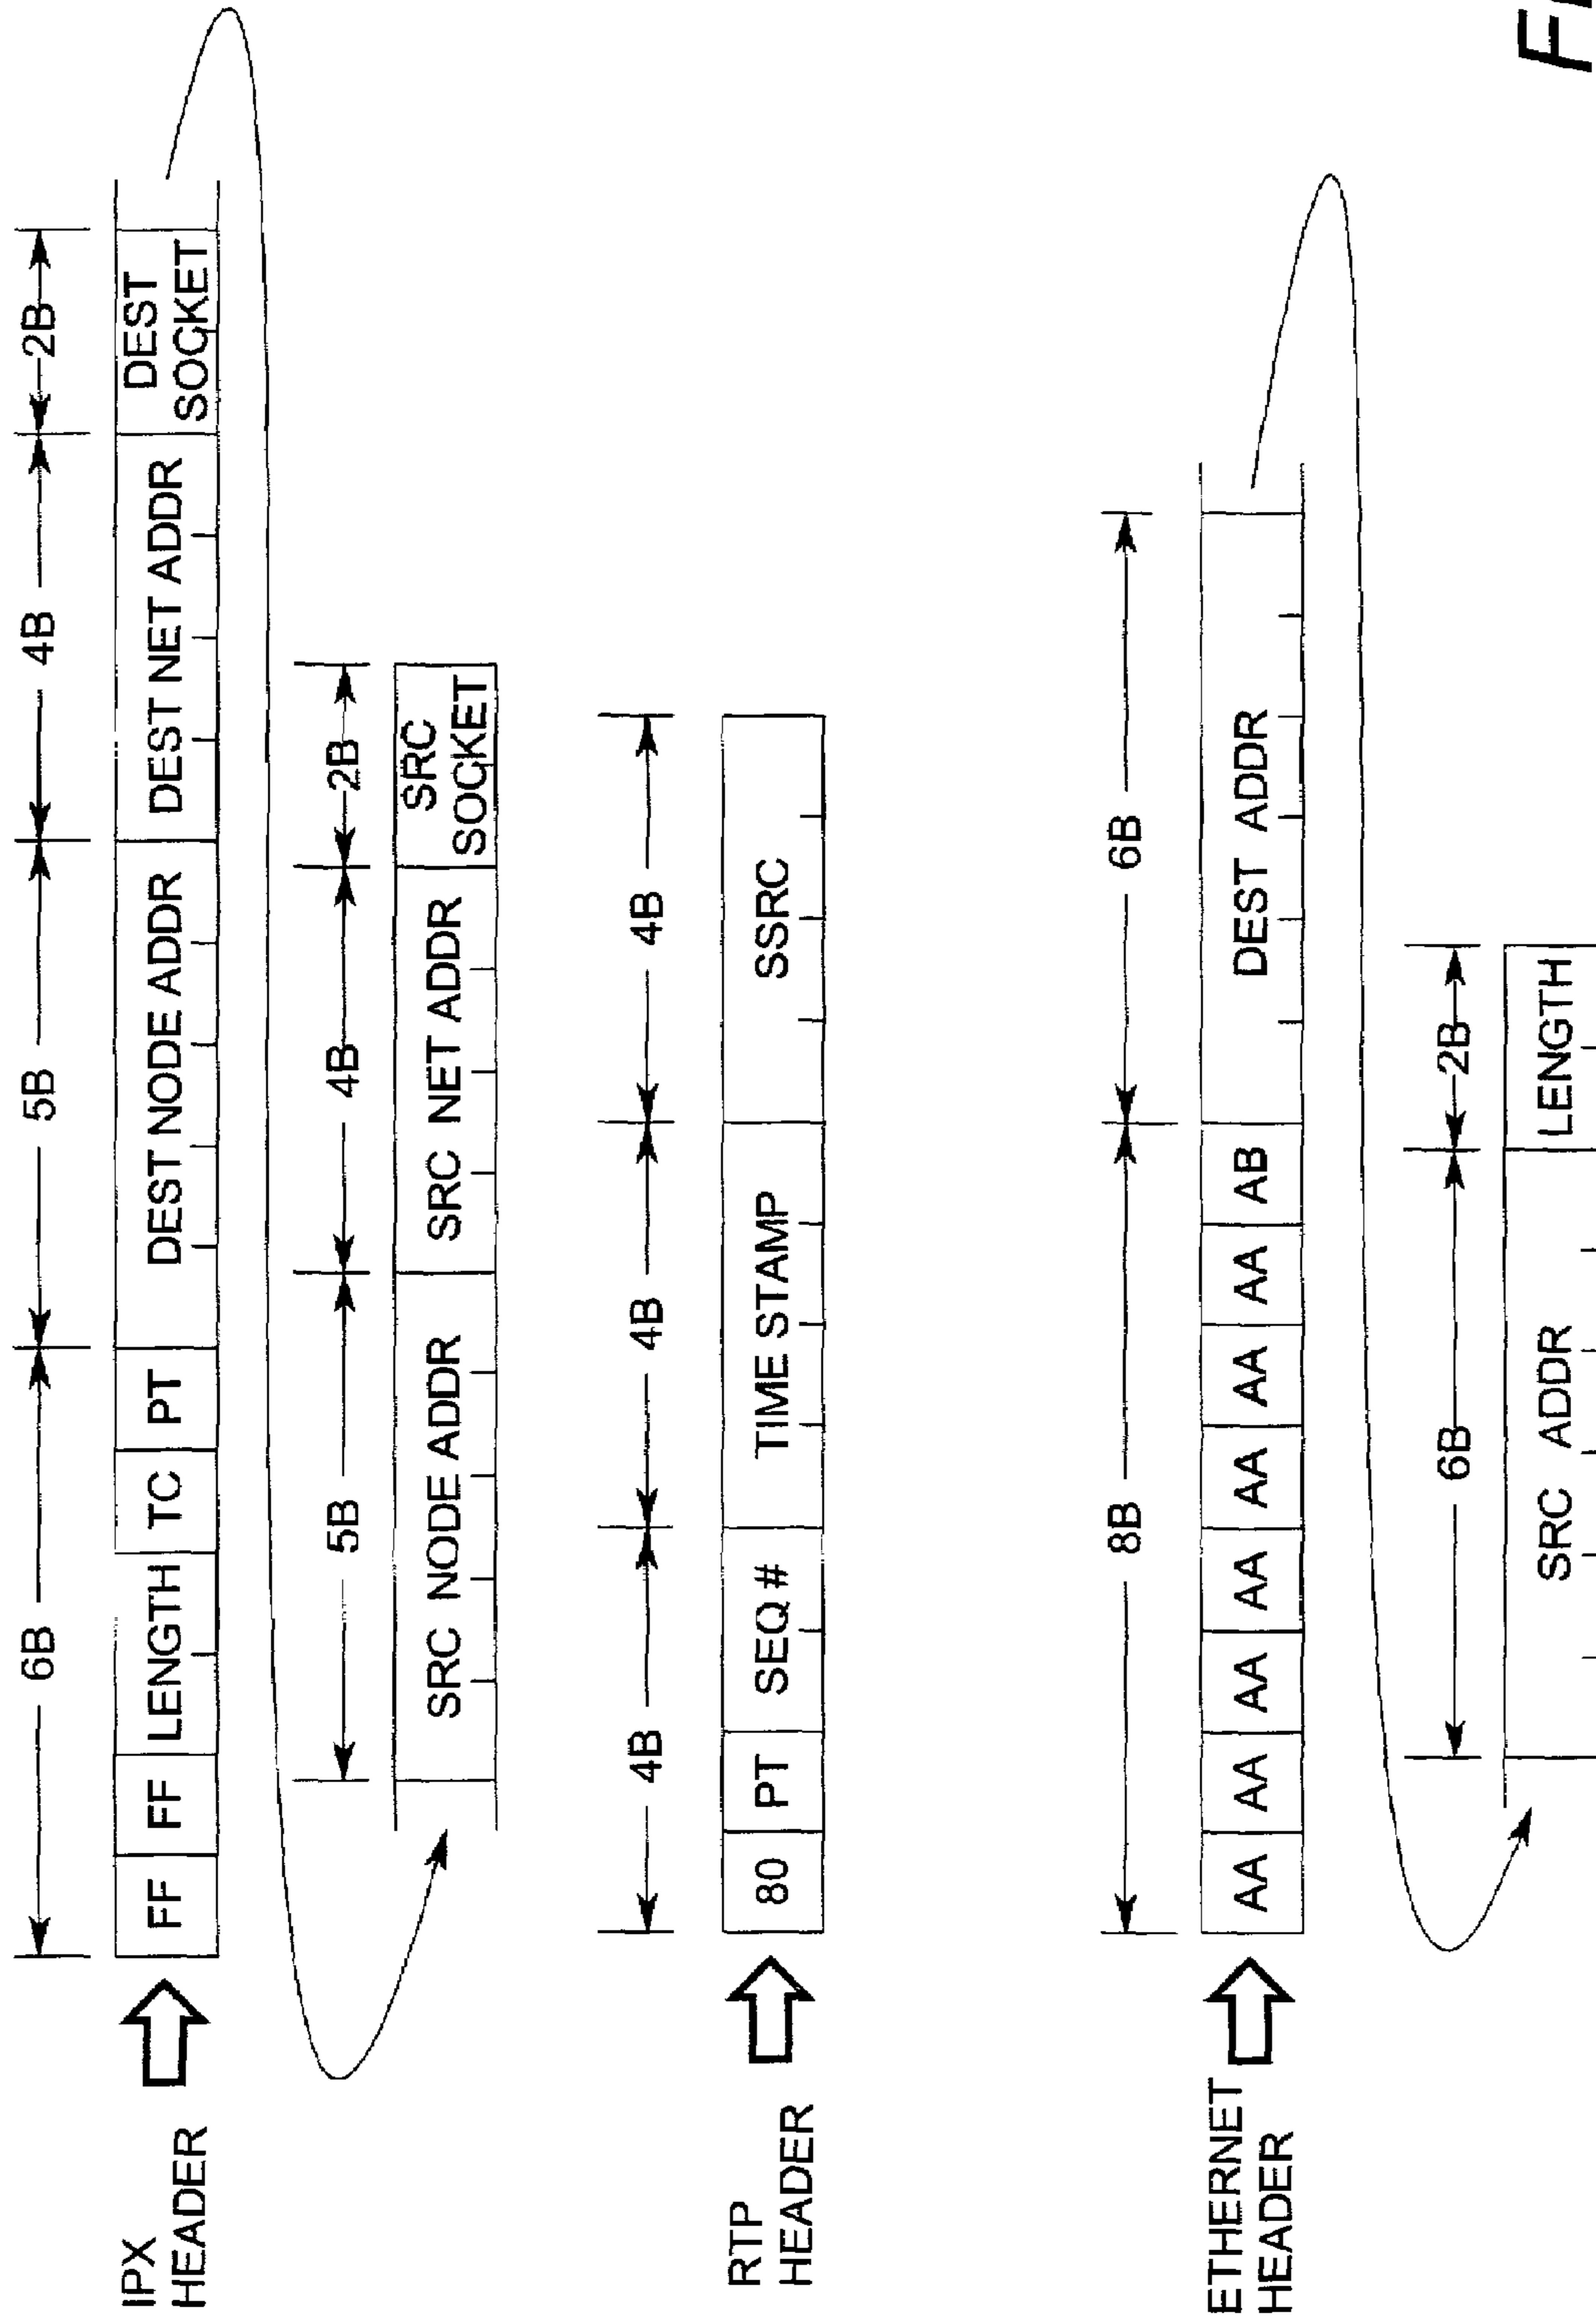 6B 5B 4B 2B
IPX
HEADER
FF FF LENGTH TC PT DEST NODE ADDR DEST NET ADDR DEST
SOCKET
5B 4B 2B
SRC NODE ADDR SRC NET ADDR SRC
SOCKET
4B 4B 4B
RTP
HEADER
80 PT SEQ # TIME STAMP SSRC
8B 6B
ETHERNET
HEADER
AA AA AA AA AA AA AA AB DEST ADDR
6B 2B
SRC ADDR LENGTH